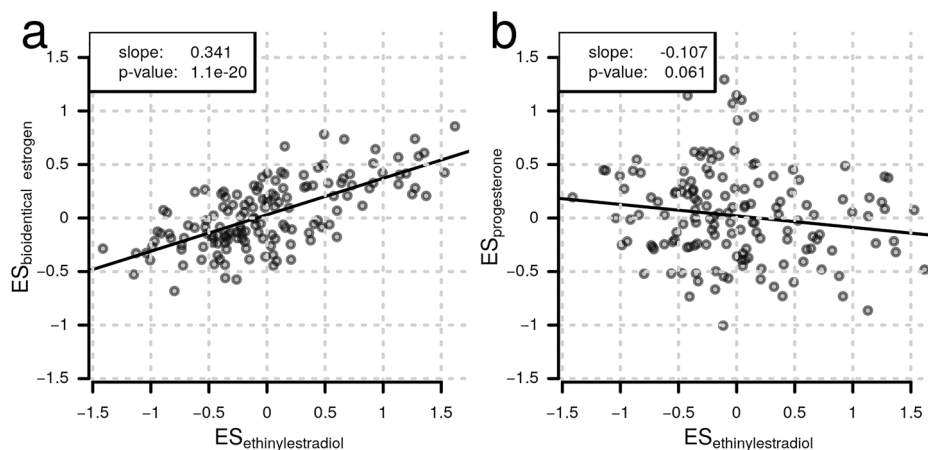 a
slope: 0.341
p-value: 1.1e-20
1.5
1
0.5
0
−0.5
−1
−1.5
ESbioidentical estrogen
−1.5 −1 −0.5 0 0.5 1 1.5
ESethinylestradiol
b
slope: -0.107
p-value: 0.061
1.5
1
0.5
0
−0.5
−1
−1.5
ESprogesterone
−1.5 −1 −0.5 0 0.5 1 1.5
ESethinylestradiol